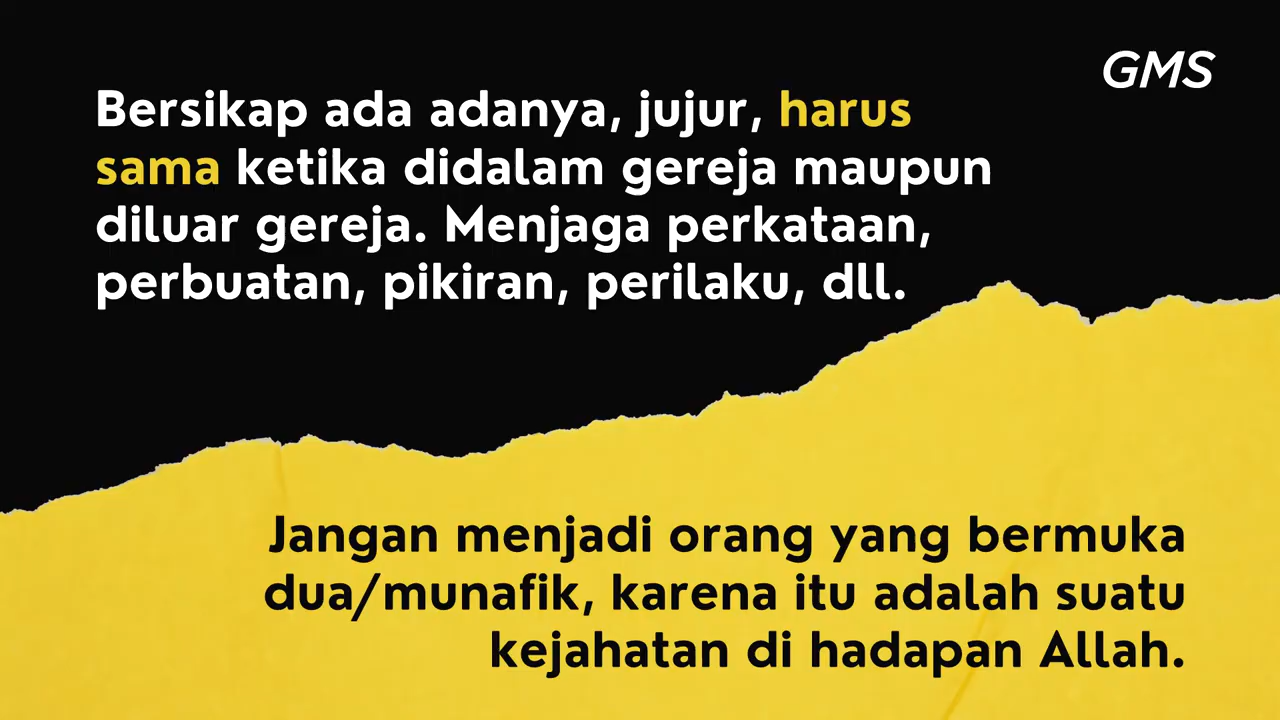 GMS
Bersikap ada adanya, jujur, harus
sama ketika didalam gereja maupun
diluar gereja. Menjaga perkataan,
perbuatan, pikiran, perilaku, dll.
Jangan menjadi orang yang bermuka
dua/munafik, karena itu adalah suatu
kejahatan di hadapan Allah.